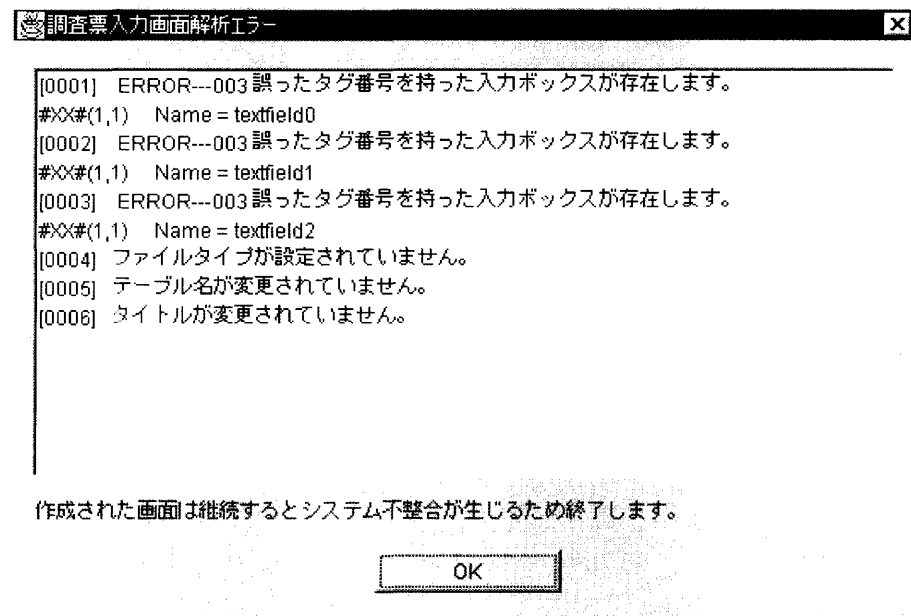 調査票入力画面解析エラー
[0001] ERROR---003誤ったタグ番号を持った入力ボックスが存在します。
#XX#(1,1) Name = textfield0
[0002] ERROR---003誤ったタグ番号を持った入力ボックスが存在します。
#XX#(1,1) Name = textfield1
[0003] ERROR---003誤ったタグ番号を持った入力ボックスが存在します。
#XX#(1,1) Name = textfield2
[0004] ファイルタイプが設定されていません。
[0005] テーブル名が変更されていません。
[0006] タイトルが変更されていません。
作成された画面は継続するとシステム不整合が生じるため終了します。
OK